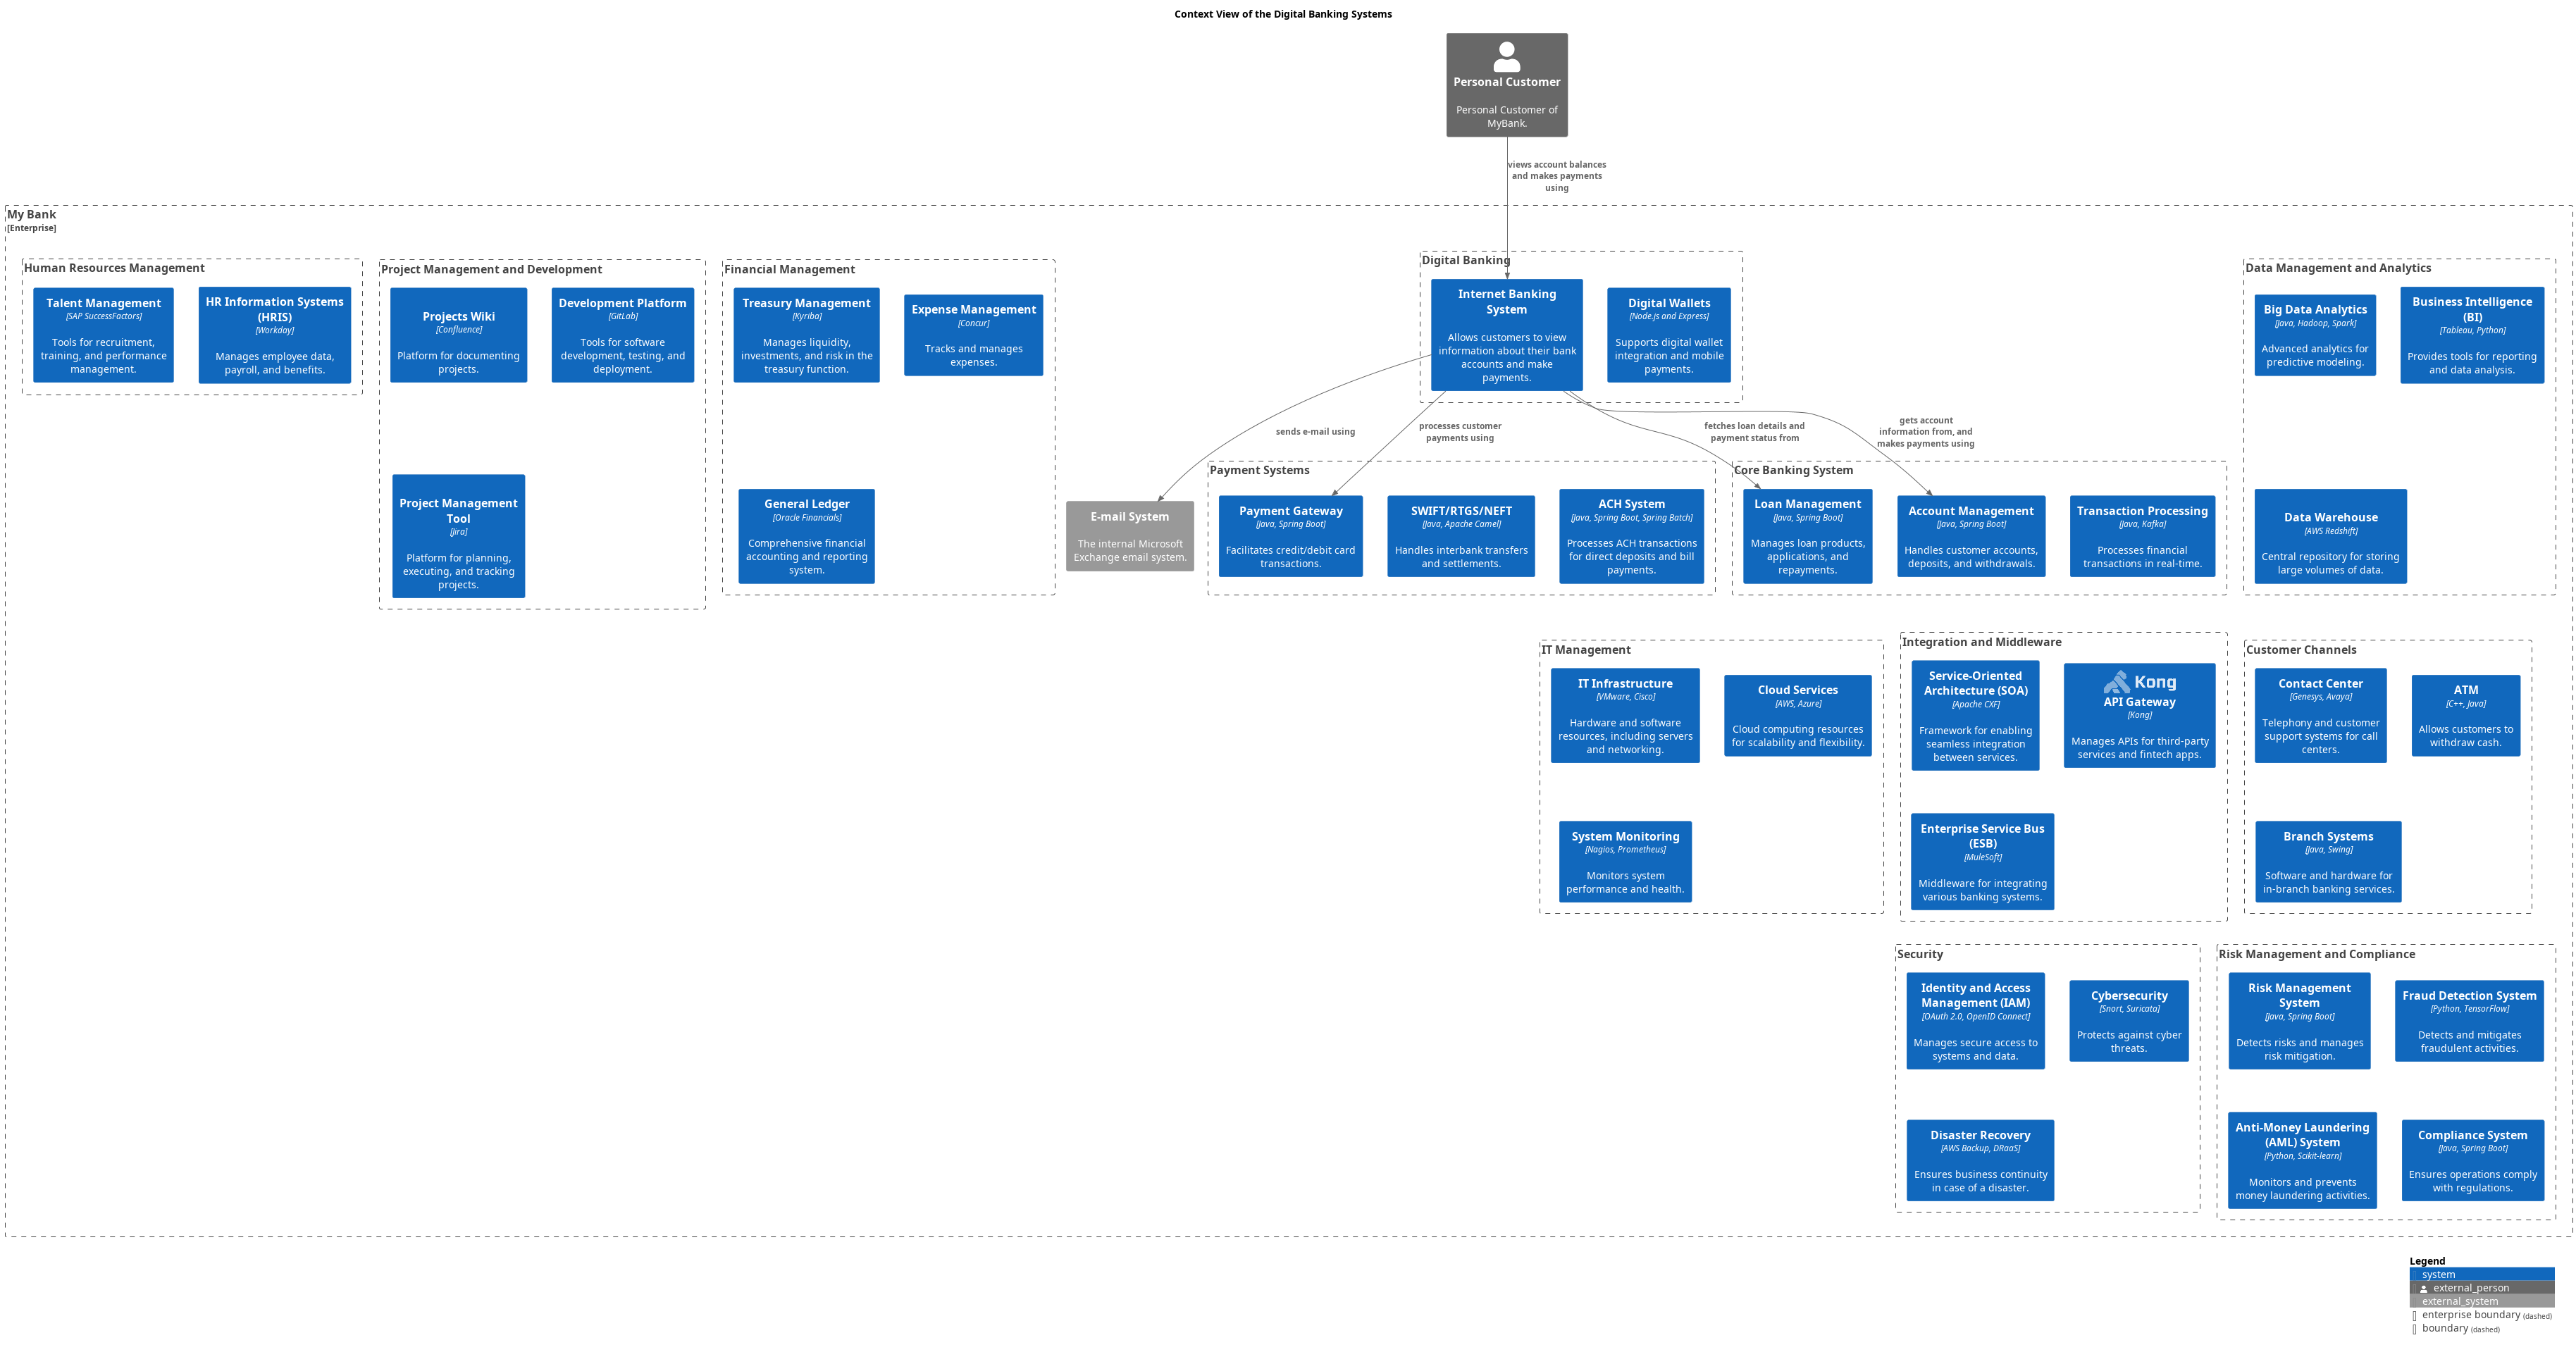 Context View of the Digital Banking Systems
Personal Customer
Personal Customer of
MyBank.
views account balances
and makes payments
using
My Bank
[Enterprise]
Human Resources Management
Talent Management
[SAP SuccessFactors]
Tools for recruitment,
training, and performance
management.
HR Information Systems
(HRIS)
[Workday]
Manages employee data,
payroll, and benefits.
Project Management and Development
Projects Wiki
[Confluence]
Platform for documenting
projects.
Development Platform
[GitLab]
Tools for software
development, testing, and
deployment.
Project Management
Tool
[Jira]
Platform for planning,
executing, and tracking
projects.
Financial Management
Treasury Management
[Kyriba]
Manages liquidity,
investments, and risk in the
treasury function.
Expense Management
[Concur]
Tracks and manages
expenses.
General Ledger
[Oracle Financials]
Comprehensive financial
accounting and reporting
system.
Digital Banking
Internet Banking
System
Allows customers to view
information about their bank
accounts and make
payments.
Digital Wallets
[Node.js and Express]
Supports digital wallet
integration and mobile
payments.
Data Management and Analytics
Big Data Analytics
[Java, Hadoop, Spark]
Advanced analytics for
predictive modeling.
Business Intelligence
(BI)
[Tableau, Python]
Provides tools for reporting
and data analysis.
Data Warehouse
[AWS Redshift]
Central repository for storing
large volumes of data.
sends e-mail using
processes customer
payments using
fetches loan details and
payment status from
gets account
information from, and
makes payments using
E-mail System
The internal Microsoft
Exchange email system.
Payment Systems
Payment Gateway
[Java, Spring Boot]
Facilitates credit/debit card
transactions.
SWIFT/RTGS/NEFT
[Java, Apache Camel]
Handles interbank transfers
and settlements.
ACH System
[Java, Spring Boot, Spring Batch]
Processes ACH transactions
for direct deposits and bill
payments.
Core Banking System
Loan Management
[Java, Spring Boot]
Manages loan products,
applications, and
repayments.
Account Management
[Java, Spring Boot]
Handles customer accounts,
deposits, and withdrawals.
Transaction Processing
[Java, Kafka]
Processes financial
transactions in real-time.
IT Management
IT Infrastructure
[VMware, Cisco]
Hardware and software
resources, including servers
and networking.
Cloud Services
[AWS, Azure]
Cloud computing resources
for scalability and flexibility.
System Monitoring
[Nagios, Prometheus]
Monitors system
performance and health.
Integration and Middleware
Service-Oriented
Architecture (SOA)
[Apache CXF]
Framework for enabling
seamless integration
between services.
Kong
API Gateway
[Kong]
Manages APIs for third-party
services and fintech apps.
Enterprise Service Bus
(ESB)
[MuleSoft]
Middleware for integrating
various banking systems.
Customer Channels
Contact Center
[Genesys, Avaya]
Telephony and customer
support systems for call
centers.
ATM
[C++, Java]
Allows customers to
withdraw cash.
Branch Systems
[Java, Swing]
Software and hardware for
in-branch banking services.
Security
Identity and Access
Management (IAM)
[OAuth 2.0, OpenID Connect]
Manages secure access to
systems and data.
Cybersecurity
[Snort, Suricata]
Protects against cyber
threats.
Disaster Recovery
[AWS Backup, DRaaS]
Ensures business continuity
in case of a disaster.
Risk Management and Compliance
Risk Management
System
[Java, Spring Boot]
Detects risks and manages
risk mitigation.
Fraud Detection System
[Python, TensorFlow]
Detects and mitigates
fraudulent activities.
Anti-Money Laundering
(AML) System
[Python, Scikit-learn]
Monitors and prevents
money laundering activities.
Compliance System
[Java, Spring Boot]
Ensures operations comply
with regulations.
Legend
system
external_person
external_system
enterprise boundary (dashed)
boundary (dashed)